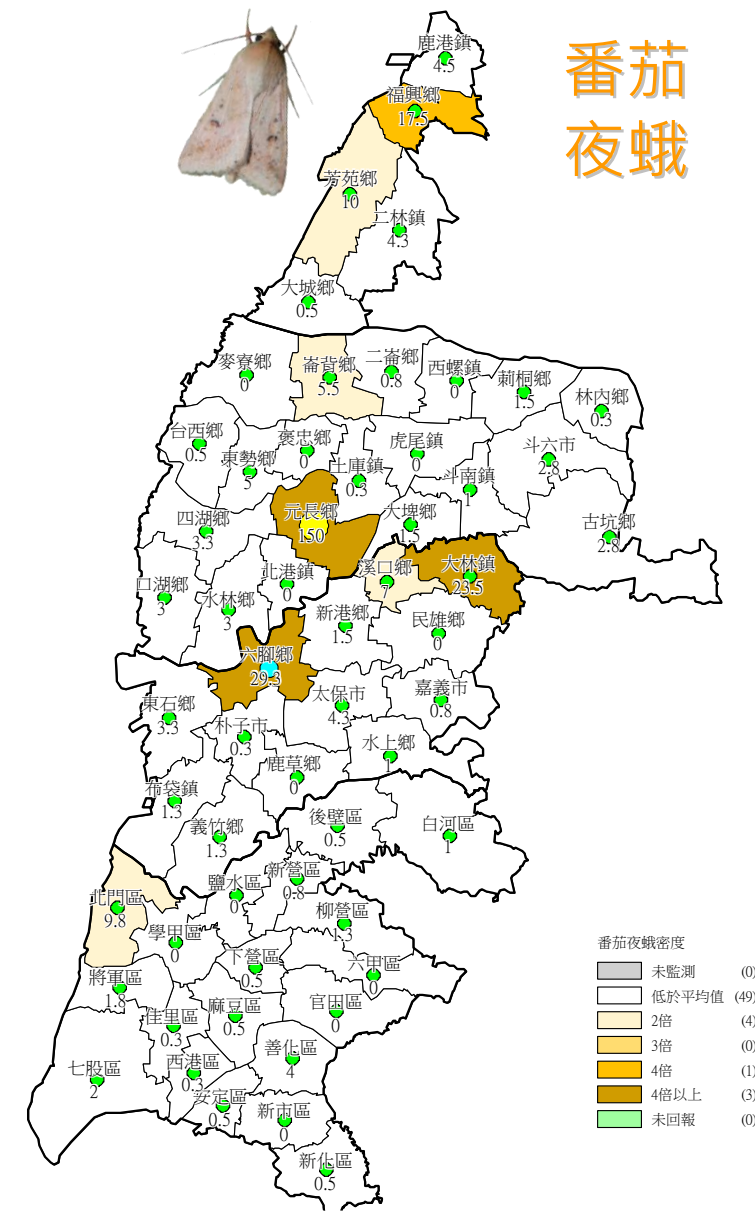 番茄
夜蛾
鹿港鎮
4.5
福興鄉
17.5
芳苑鄉
10
二林鎮
4.3
大城鄉
0.5
麥寮鄉
0
崙背鄉
5.5
二崙鄉
0.8
西螺鎮
0
莿桐鄉
1.5
林內鄉
0.3
台西鄉
0.5
東勢鄉
5
褒忠鄉
0
土庫鎮
0.3
虎尾鎮
0
斗南鎮
1
斗六市
2.8
四湖鄉
3.3
元長鄉
150
大埤鄉
1.5
古坑鄉
2.8
口湖鄉
3
水林鄉
3
北港鎮
0
溪口鄉
7
大林鎮
23.5
新港鄉
1.5
民雄鄉
0
六腳鄉
29.3
東石鄉
3.3
太保市
4.3
嘉義市
0.8
朴子市
0.3
水上鄉
1
鹿草鄉
0
布袋鎮
1.3
義竹鄉
1.3
後壁區
0.5
白河區
1
北門區
9.8
鹽水區
0
新營區
0.8
學甲區
0
柳營區
1.3
下營區
0.5
六甲區
0
將軍區
1.8
佳里區
0.3
麻豆區
0.5
官田區
0
七股區
2
西港區
0.3
善化區
4
安定區
0.5
新市區
0
新化區
0.5
番茄夜蛾密度
未監測 (0)
低於平均值 (49)
2倍 (4)
3倍 (0)
4倍 (1)
4倍以上 (3)
未回報 (0)